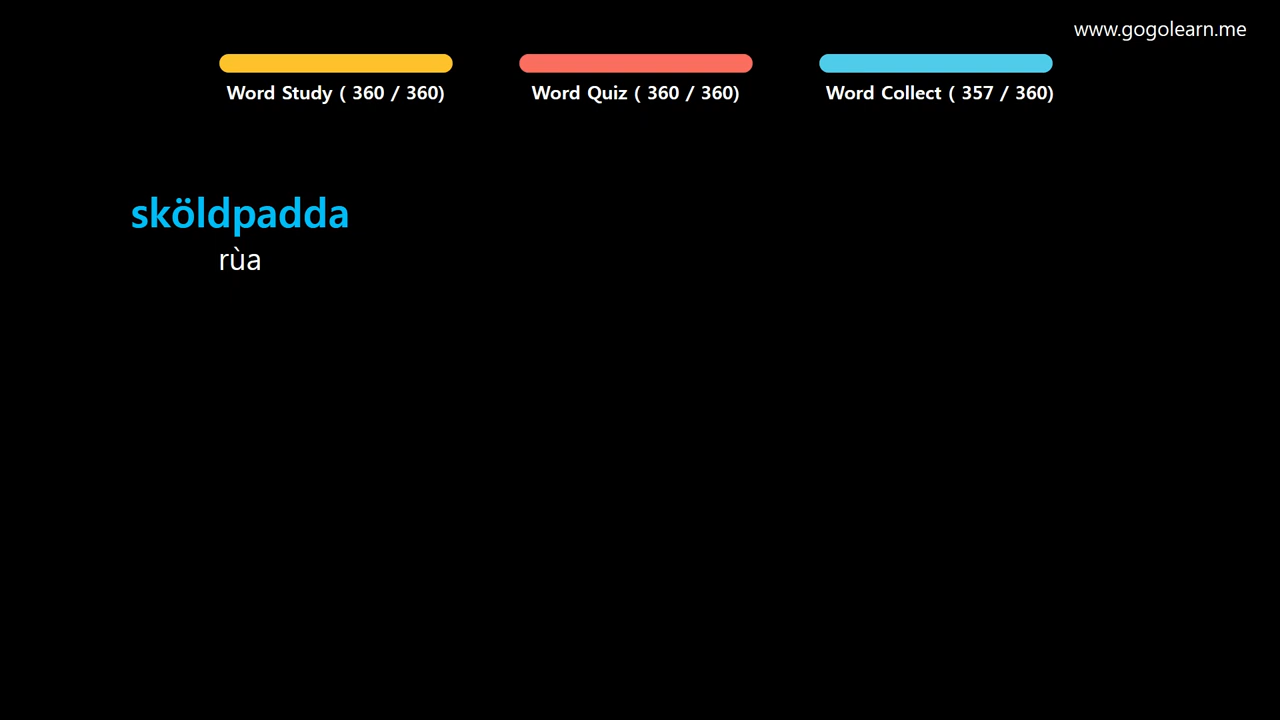 www.gogolearn.me
Word Study ( 360 / 360)
Word Quiz ( 360 / 360)
Word Collect ( 357 / 360)
sköldpadda
rùa